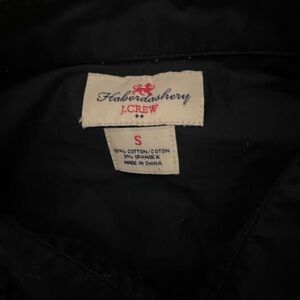 Haberdashery
J.CREW
S
97% COTTON/COTON
3% SPANDEX
MADE IN CHINA